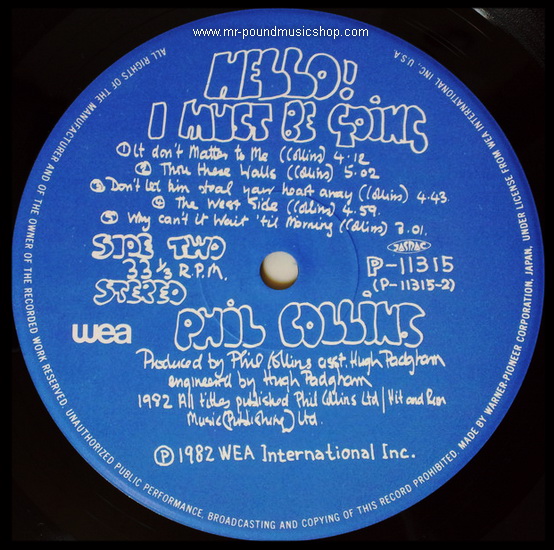 www.mr-poundmusicshop.com
HELLO!
I MUST BE GOING
① It don't Matter to Me (Collins) 4.12
② Thru these Walls (Collins) 5.02
③ Don't let him steal your heart away (Collins) 4.43.
④ The West Side (Collins) 4.59.
⑤ Why can't it Wait 'til Morning (Collins) 3.01.
SIDE TWO
33 1/3 R.P.M.
STEREO
JASRAC
P-11315
(P-11315-2)
wea
PHIL COLLINS
Produced by Phil Collins asst. Hugh Padgham
engineered by Hugh Padgham
1982 All titles published Phil Collins Ltd / Hit and Run
Music (Publishing) Ltd.
Ⓟ 1982 WEA International Inc.
ALL RIGHTS OF THE MANUFACTURER AND OF THE OWNER OF THE RECORDED WORK RESERVED. UNAUTHORIZED PUBLIC PERFORMANCE, BROADCASTING AND COPYING OF THIS RECORD PROHIBITED. MADE BY WARNER-PIONEER CORPORATION, JAPAN, UNDER LICENSE FROM WEA INTERNATIONAL INC. U.S.A